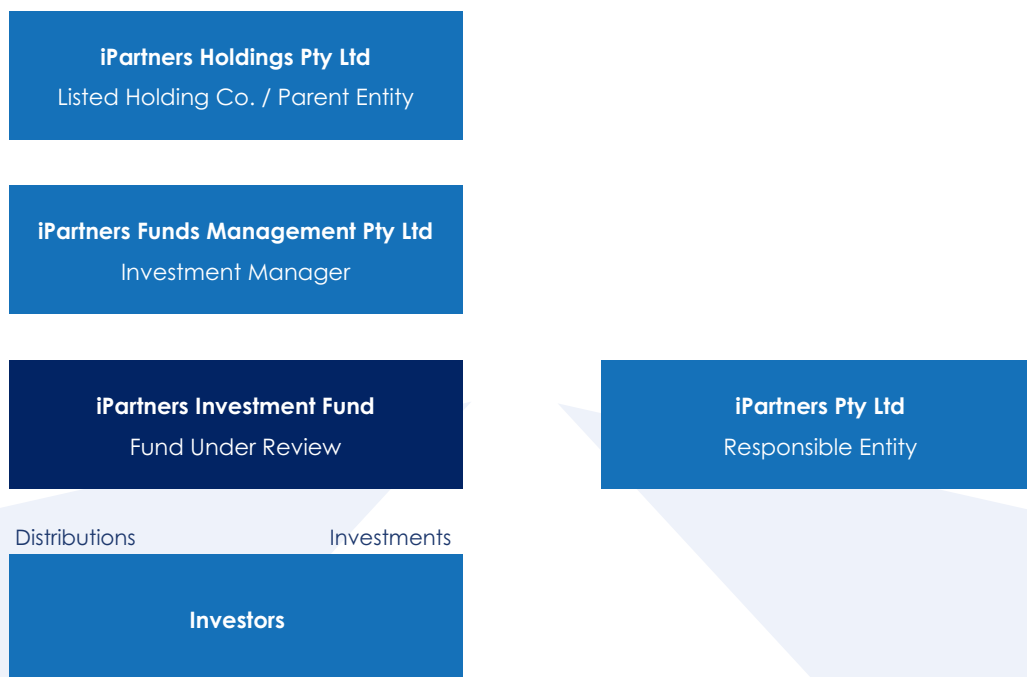 iPartners Holdings Pty Ltd
Listed Holding Co. / Parent Entity
iPartners Funds Management Pty Ltd
Investment Manager
iPartners Investment Fund
Fund Under Review
iPartners Pty Ltd
Responsible Entity
Distributions
Investments
Investors